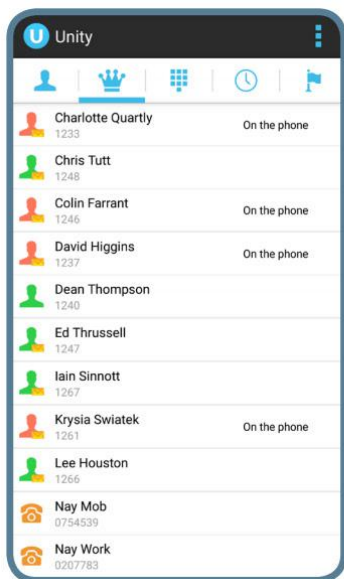 U Unity
Charlotte Quartly
1233
On the phone
Chris Tutt
1248
Colin Farrant
1246
On the phone
David Higgins
1237
On the phone
Dean Thompson
1240
Ed Thrussell
1247
Iain Sinnott
1267
Krysia Swiatek
1261
On the phone
Lee Houston
1266
Nay Mob
0754539
Nay Work
0207783